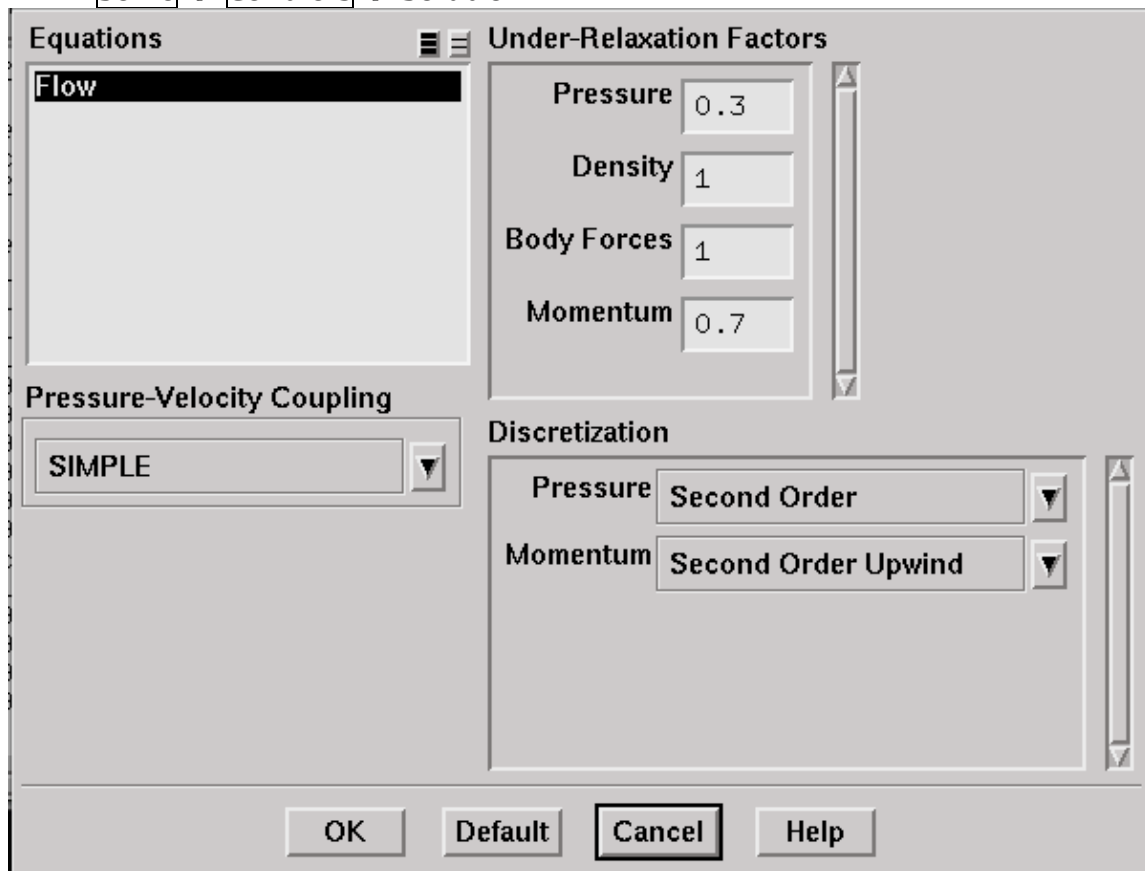 Equations
Flow
Pressure-Velocity Coupling
SIMPLE
Under-Relaxation Factors
Pressure 0.3
Density 1
Body Forces 1
Momentum 0.7
Discretization
Pressure Second Order
Momentum Second Order Upwind
OK Default Cancel Help